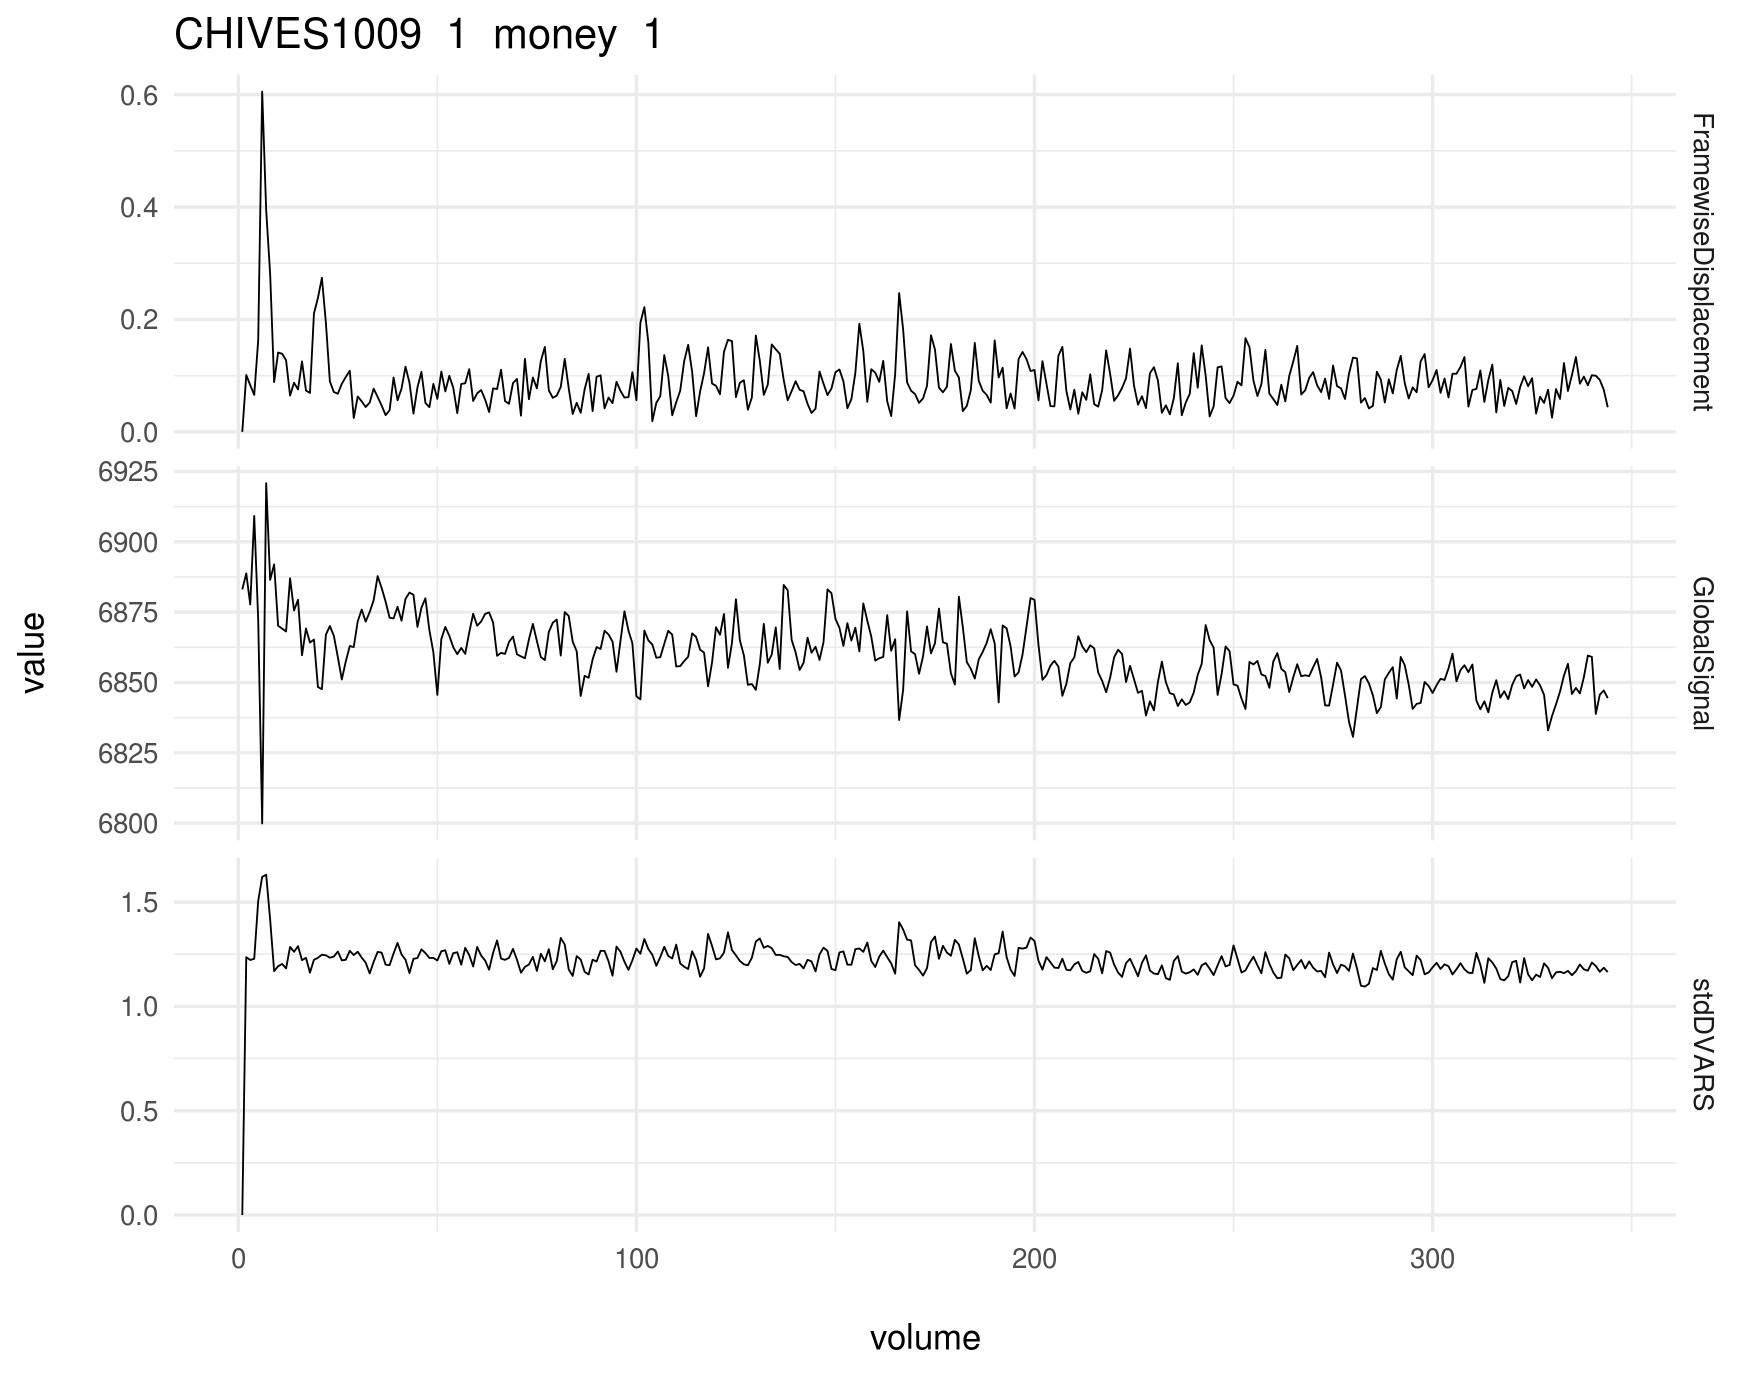 CHIVES1009 1 money 1
0.6
0.4
0.2
0.0
FramewiseDisplacement
6925
6900
6875
6850
6825
6800
GlobalSignal
value
1.5
1.0
0.5
0.0
stdDVARS
0 100 200 300
volume